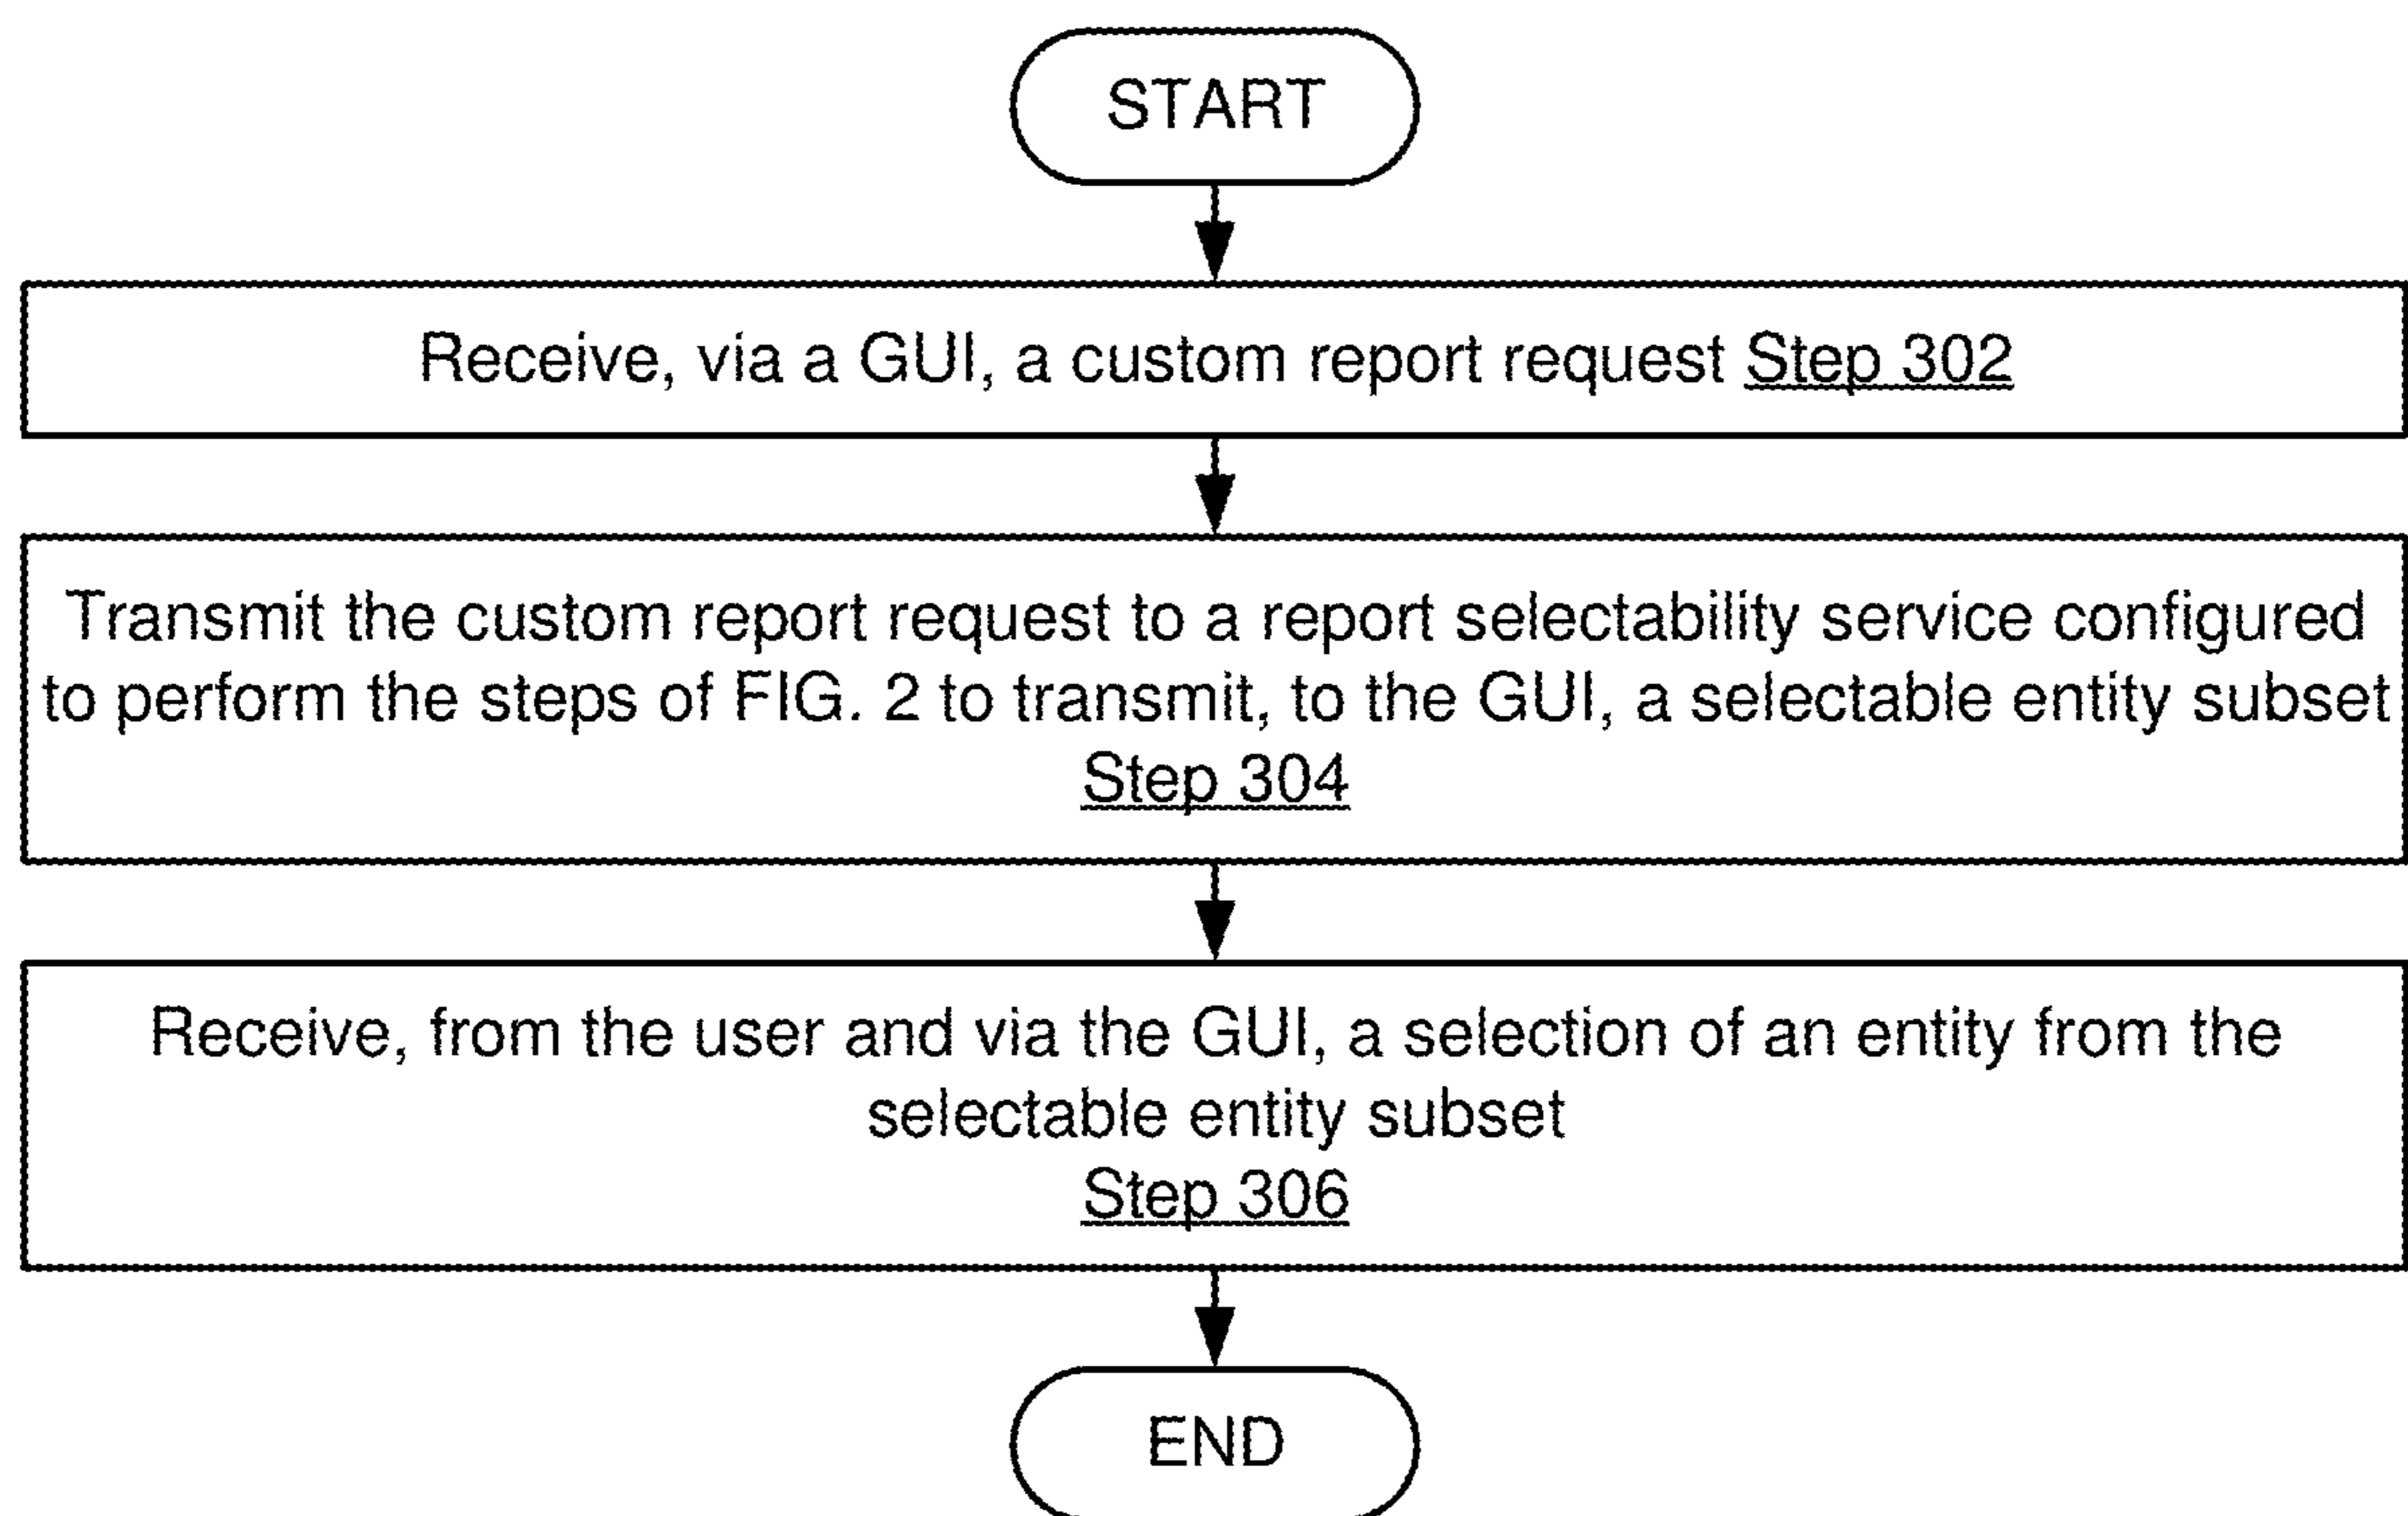 START
Receive, via a GUI, a custom report request Step 302
Transmit the custom report request to a report selectability service configured
to perform the steps of FIG. 2 to transmit, to the GUI, a selectable entity subset
Step 304
Receive, from the user and via the GUI, a selection of an entity from the
selectable entity subset
Step 306
END